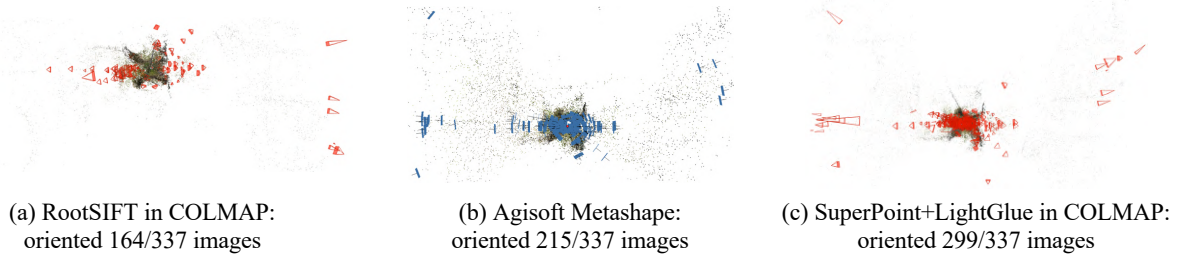 (a) RootSIFT in COLMAP:
oriented 164/337 images
(b) Agisoft Metashape:
oriented 215/337 images
(c) SuperPoint+LightGlue in COLMAP:
oriented 299/337 images